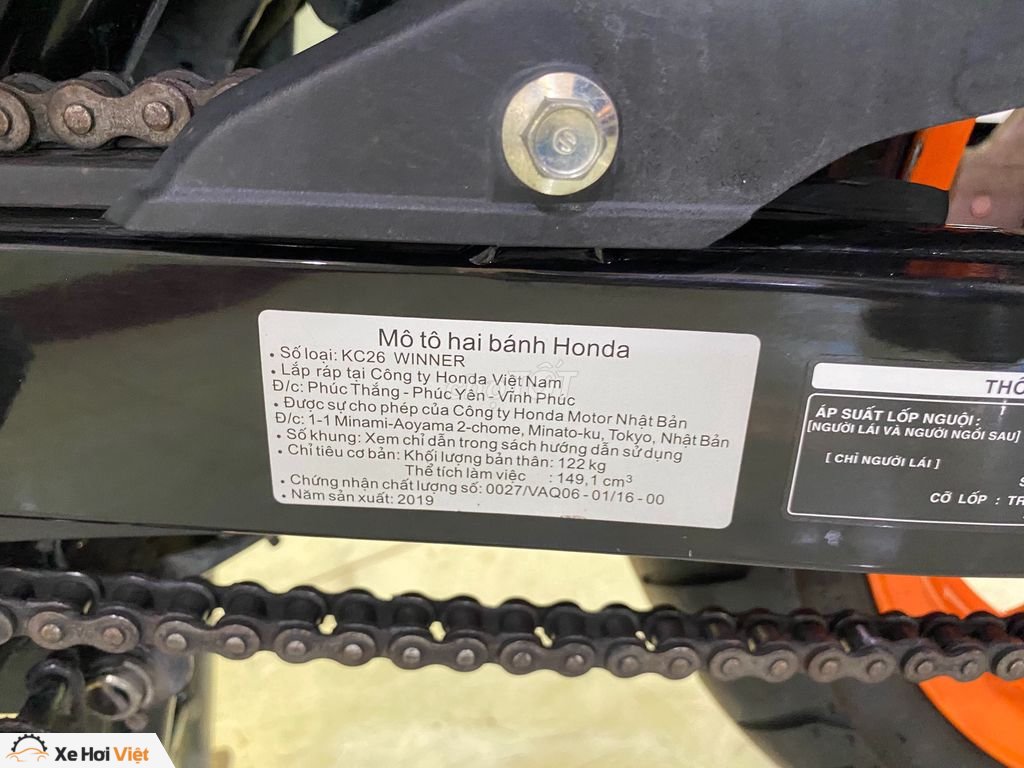 Mô tô hai bánh Honda
• Số loại: KC26 WINNER
• Lắp ráp tại Công ty Honda Việt Nam
Đ/c: Phúc Thắng - Phúc Yên - Vĩnh Phúc
• Được sự cho phép của Công ty Honda Motor Nhật Bản
Đ/c: 1-1 Minami-Aoyama 2-chome, Minato-ku, Tokyo, Nhật Bản
• Số khung: Xem chỉ dẫn trong sách hướng dẫn sử dụng
• Chỉ tiêu cơ bản: Khối lượng bản thân: 122 kg
Thể tích làm việc : 149,1 cm³
• Chứng nhận chất lượng số: 0027/VAQ06 - 01/16 - 00
• Năm sản xuất: 2019
THÔ
ÁP SUẤT LỐP NGUỘI :
[NGƯỜI LÁI VÀ NGƯỜI NGỒI SAU]
[ CHỈ NGƯỜI LÁI ]
S
CỠ LỐP : TR
Xe Hơi Việt